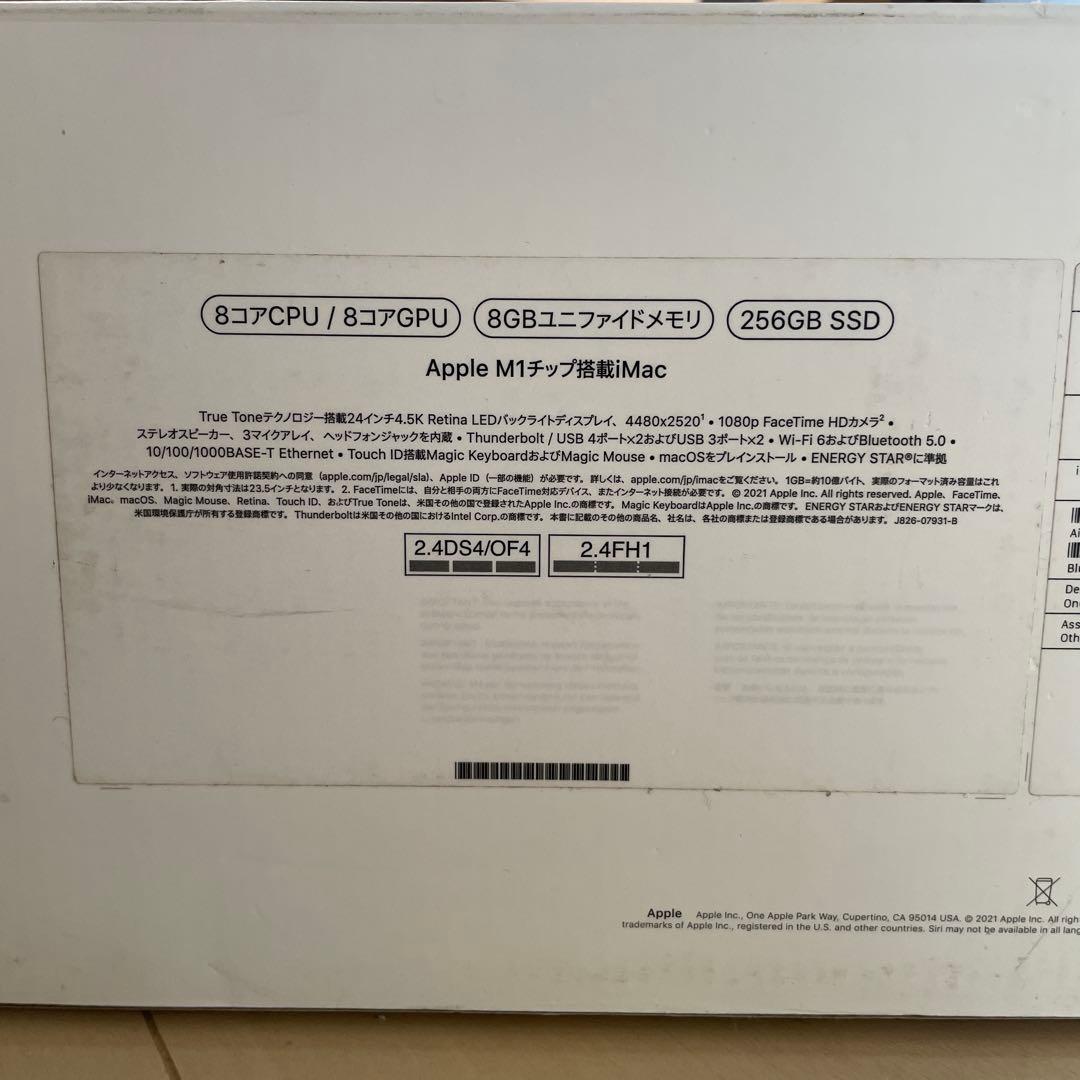 8コアCPU / 8コアGPU
8GBユニファイドメモリ
256GB SSD
Apple M1チップ搭載iMac
True Toneテクノロジー搭載24インチ4.5K Retina LEDバックライトディスプレイ、4480x2520¹ • 1080p FaceTime HDカメラ² •
ステレオスピーカー、3マイクアレイ、ヘッドフォンジャックを内蔵 • Thunderbolt / USB 4ポート×2およびUSB 3ポート×2 • Wi-Fi 6およびBluetooth 5.0 •
10/100/1000BASE-T Ethernet • Touch ID搭載Magic KeyboardおよびMagic Mouse • macOSをプレインストール • ENERGY STAR®に準拠
インターネットアクセス、ソフトウェア使用許諾契約への同意（apple.com/jp/legal/sla）、Apple ID（一部の機能）が必要です。詳しくは、apple.com/jp/imacをご覧ください。1GB=約10億バイト、実際のフォーマット済み容量はこれ
より少なくなります。1. 実際の対角寸法は23.5インチとなります。2. FaceTimeには、自分と相手の両方にFaceTime対応デバイス、またインターネット接続が必要です。© 2021 Apple Inc. All rights reserved. Apple、FaceTime、
iMac、macOS、Magic Mouse、Retina、Touch ID、およびTrue Toneは、米国その他の国で登録されたApple Inc.の商標です。Magic KeyboardはApple Inc.の商標です。ENERGY STARおよびENERGY STARマークは、
米国環境保護庁が所有する登録商標です。Thunderboltは米国その他の国におけるIntel Corp.の商標です。本書に記載のその他の商品名、社名は、各社の商標または登録商標である場合があります。J826-07931-B
2.4DS4/OF4
2.4FH1
Blu
De
On
Ass
Oth
Apple Apple Inc., One Apple Park Way, Cupertino, CA 95014 USA. © 2021 Apple Inc. All righ
trademarks of Apple Inc., registered in the U.S. and other countries. Siri may not be available in all lang